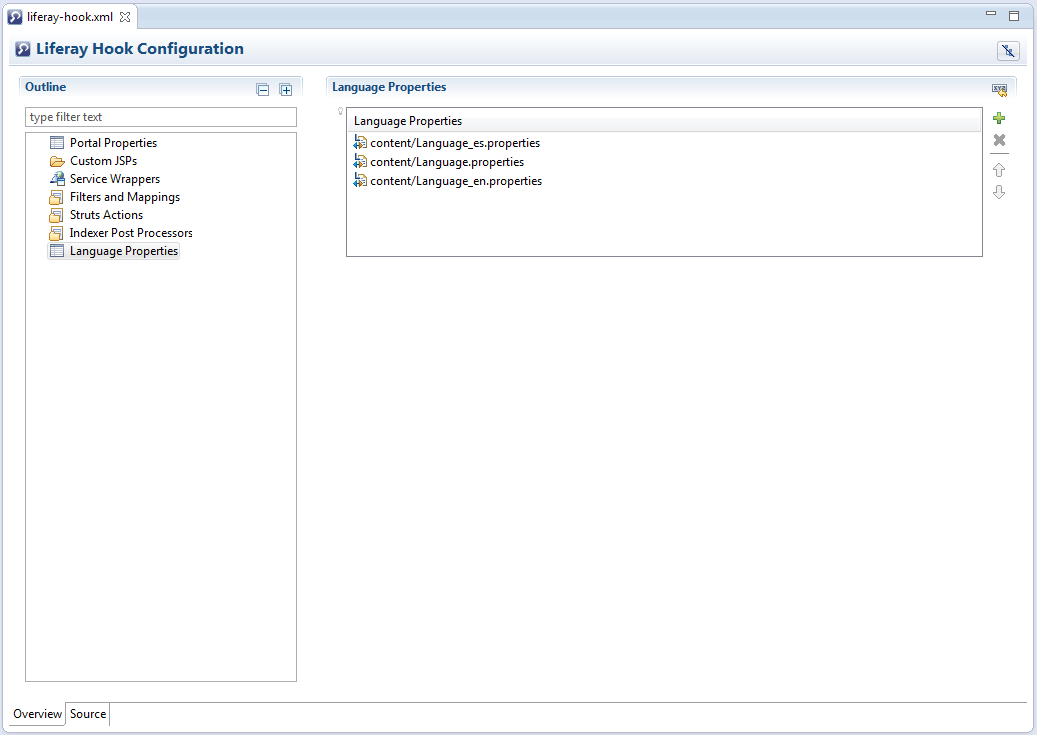 liferay-hook.xml
Liferay Hook Configuration
Outline
type filter text
Portal Properties
Custom JSPs
Service Wrappers
Filters and Mappings
Struts Actions
Indexer Post Processors
Language Properties
Language Properties
Language Properties
content/Language_es.properties
content/Language.properties
content/Language_en.properties
Overview
Source